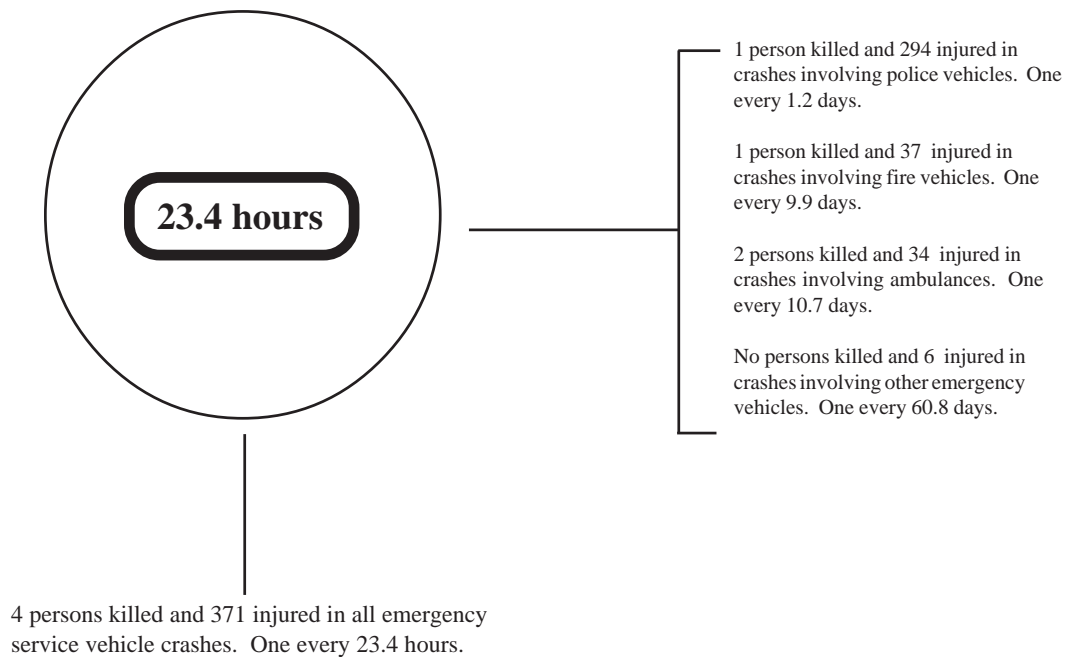 23.4 hours
1 person killed and 294 injured in
crashes involving police vehicles. One
every 1.2 days.
1 person killed and 37 injured in
crashes involving fire vehicles. One
every 9.9 days.
2 persons killed and 34 injured in
crashes involving ambulances. One
every 10.7 days.
No persons killed and 6 injured in
crashes involving other emergency
vehicles. One every 60.8 days.
4 persons killed and 371 injured in all emergency
service vehicle crashes. One every 23.4 hours.